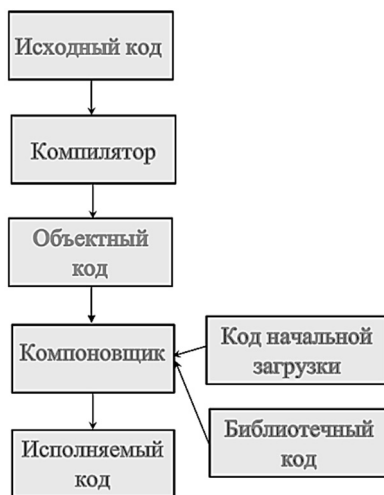 Исходный код
Компилятор
Объектный
код
Компоновщик
Код начальной
загрузки
Библиотечный
код
Исполняемый
код